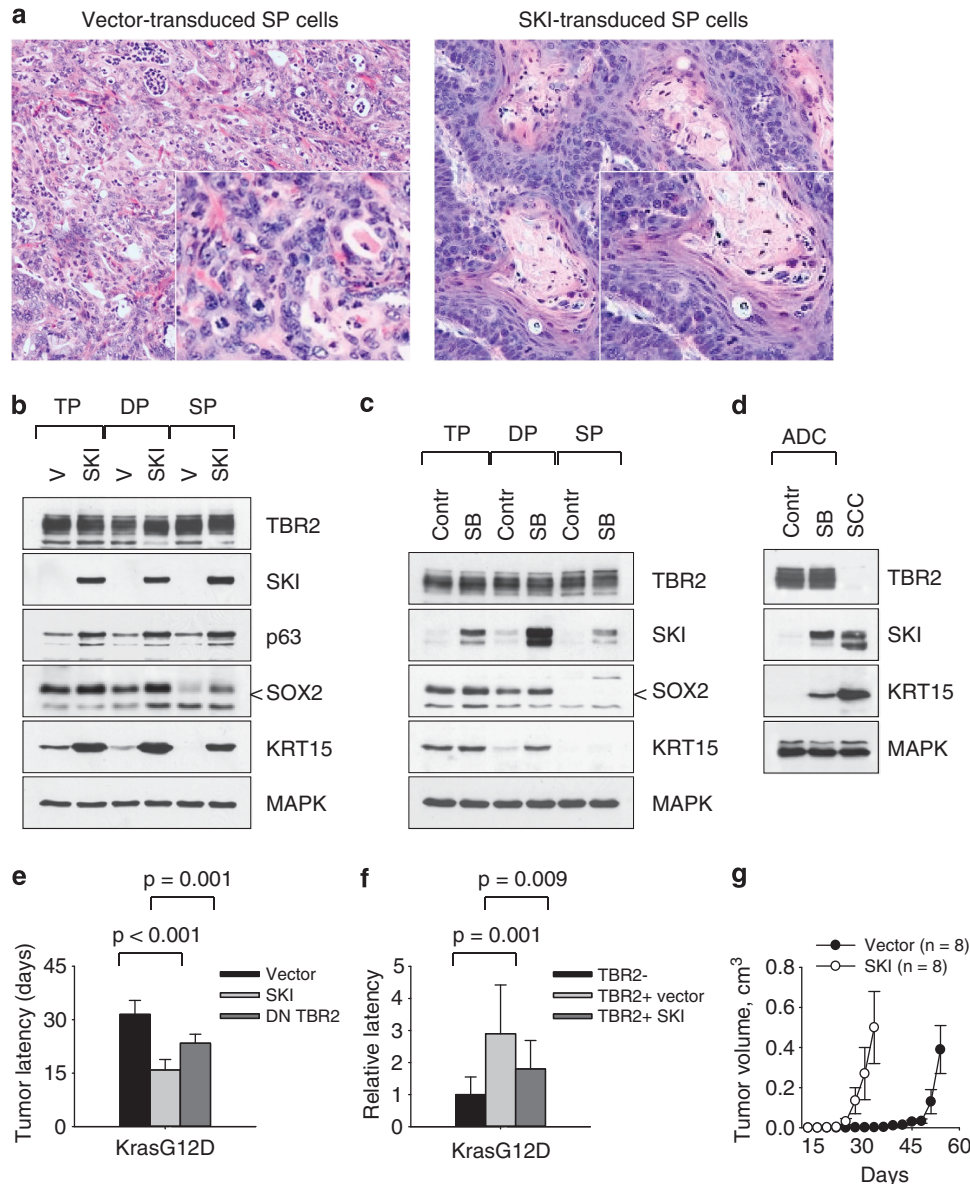 a
Vector-transduced SP cells
SKI-transduced SP cells
b
TP DP SP
V SKI V SKI V SKI
TBR2
SKI
p63
<SOX2
KRT15
MAPK
c
TP DP SP
Contr SB Contr SB Contr SB
TBR2
SKI
<SOX2
KRT15
MAPK
d
ADC
Contr SB SCC
TBR2
SKI
KRT15
MAPK
e
p = 0.001
p < 0.001
Tumor latency (days)
45
30
15
0
Vector
SKI
DN TBR2
KrasG12D
f
p = 0.009
p = 0.001
Relative latency
5
4
3
2
1
0
TBR2-
TBR2+ vector
TBR2+ SKI
KrasG12D
g
Vector (n = 8)
SKI (n = 8)
Tumor volume, cm³
0.8
0.6
0.4
0.2
0.0
15 30 45 60
Days